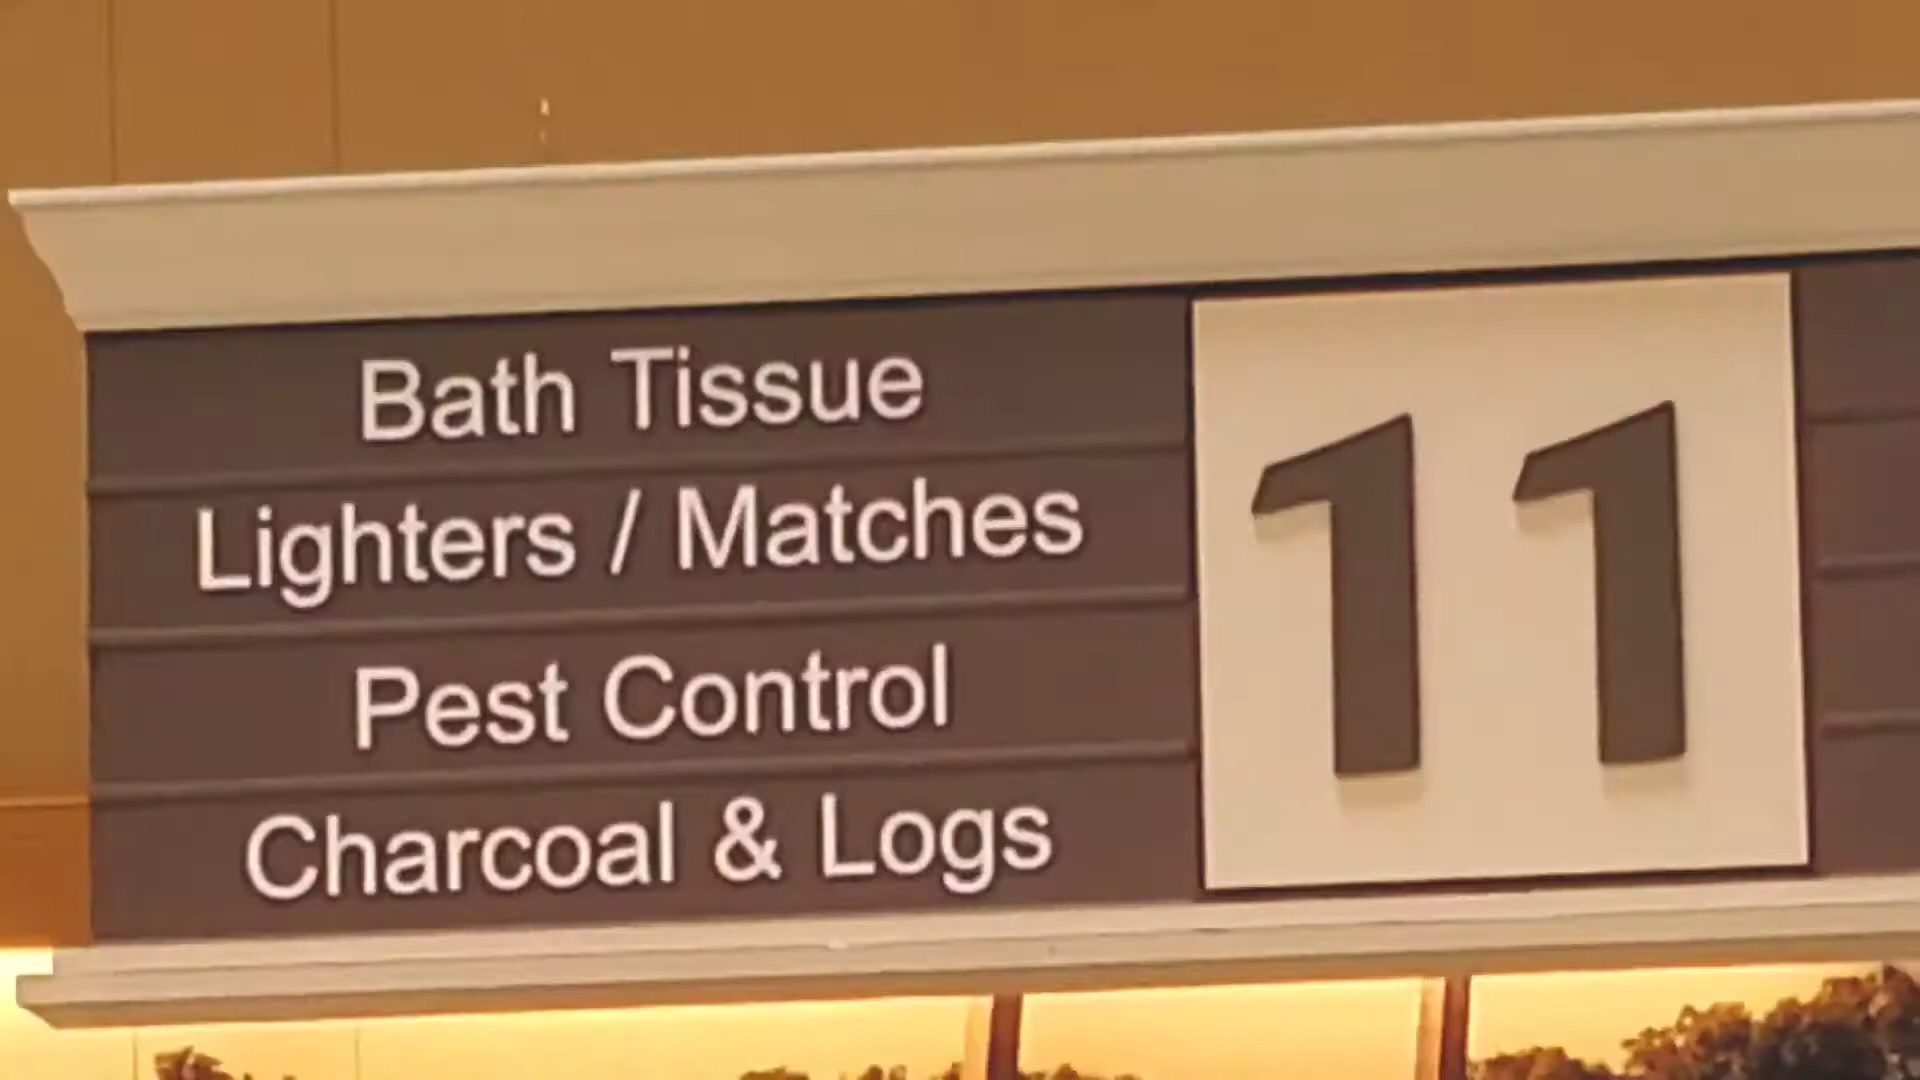 Bath Tissue
Lighters / Matches
Pest Control
Charcoal & Logs
11